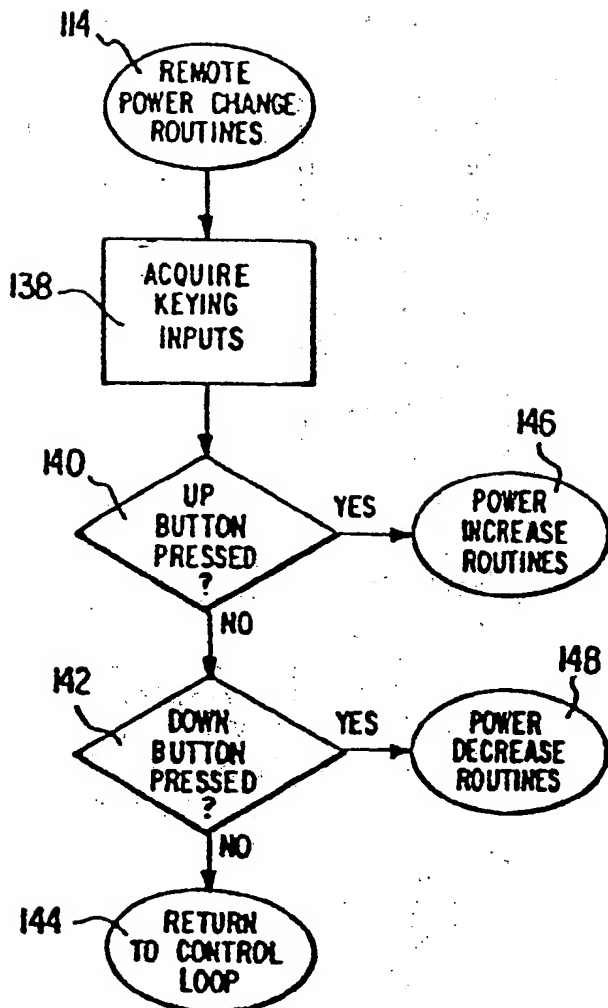 114
REMOTE
POWER CHANGE
ROUTINES
138
ACQUIRE
KEYING
INPUTS
140
UP
BUTTON
PRESSED
?
YES
146
POWER
INCREASE
ROUTINES
NO
142
DOWN
BUTTON
PRESSED
?
YES
148
POWER
DECREASE
ROUTINES
NO
144
RETURN
TO CONTROL
LOOP